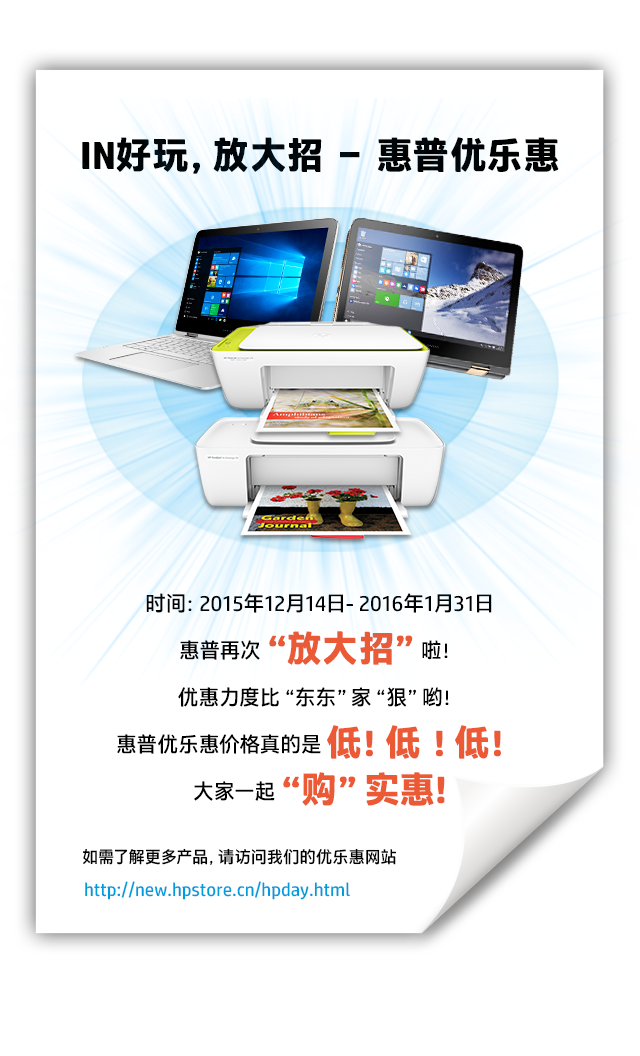 IN好玩, 放大招 – 惠普优乐惠
Amphibians
Garden
Journal
时间: 2015年12月14日- 2016年1月31日
惠普再次 “放大招” 啦!
优惠力度比 “东东” 家 “狠” 哟!
惠普优乐惠价格真的是 低! 低 ! 低!
大家一起 “购” 实惠!
如需了解更多产品, 请访问我们的优乐惠网站
http://new.hpstore.cn/hpday.html